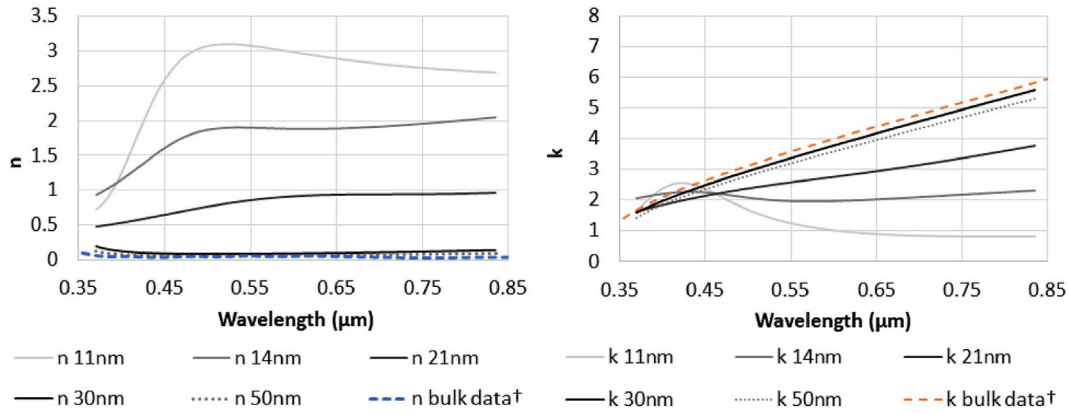 3.5
3
2.5
2
1.5
1
0.5
0
n
0.35 0.45 0.55 0.65 0.75 0.85
Wavelength (µm)
n 11nm n 14nm n 21nm
n 30nm n 50nm n bulk data†
8
7
6
5
4
3
2
1
0
k
0.35 0.45 0.55 0.65 0.75 0.85
Wavelength (µm)
k 11nm k 14nm k 21nm
k 30nm k 50nm k bulk data†